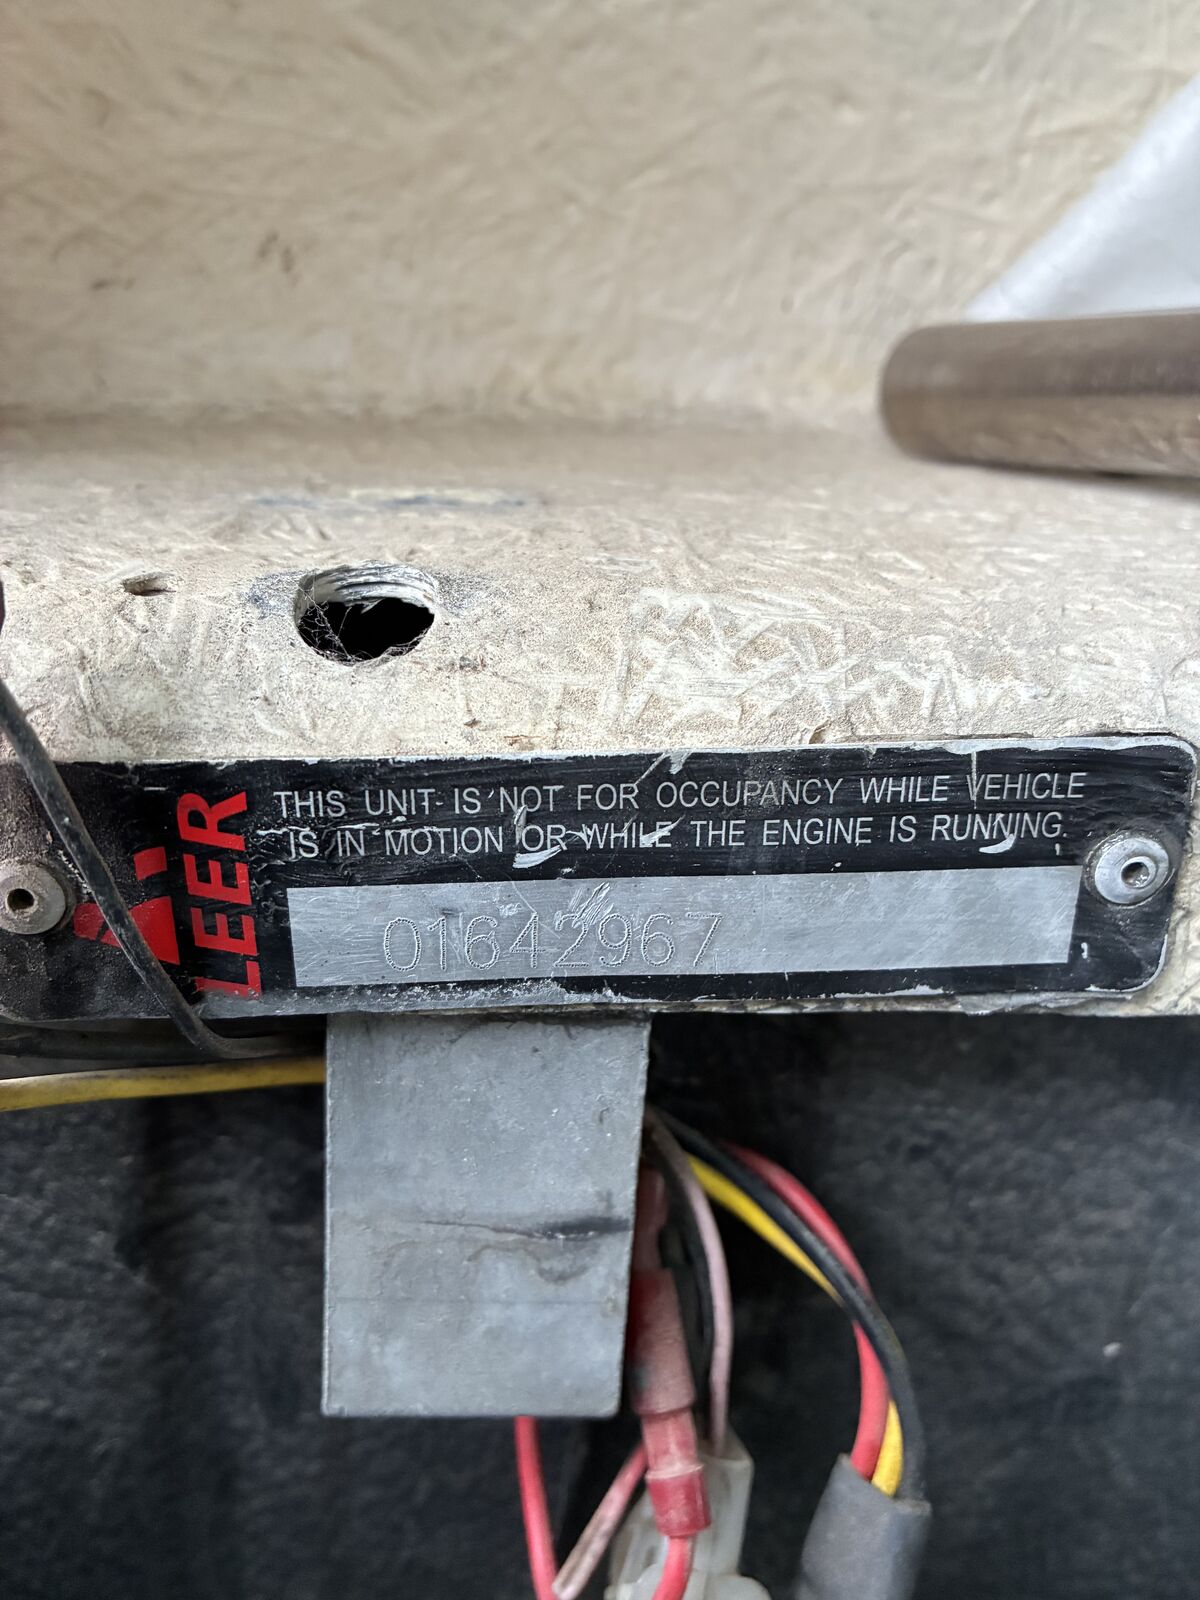 LEER
THIS UNIT IS NOT FOR OCCUPANCY WHILE VEHICLE
IS IN MOTION OR WHILE THE ENGINE IS RUNNING.
01642967